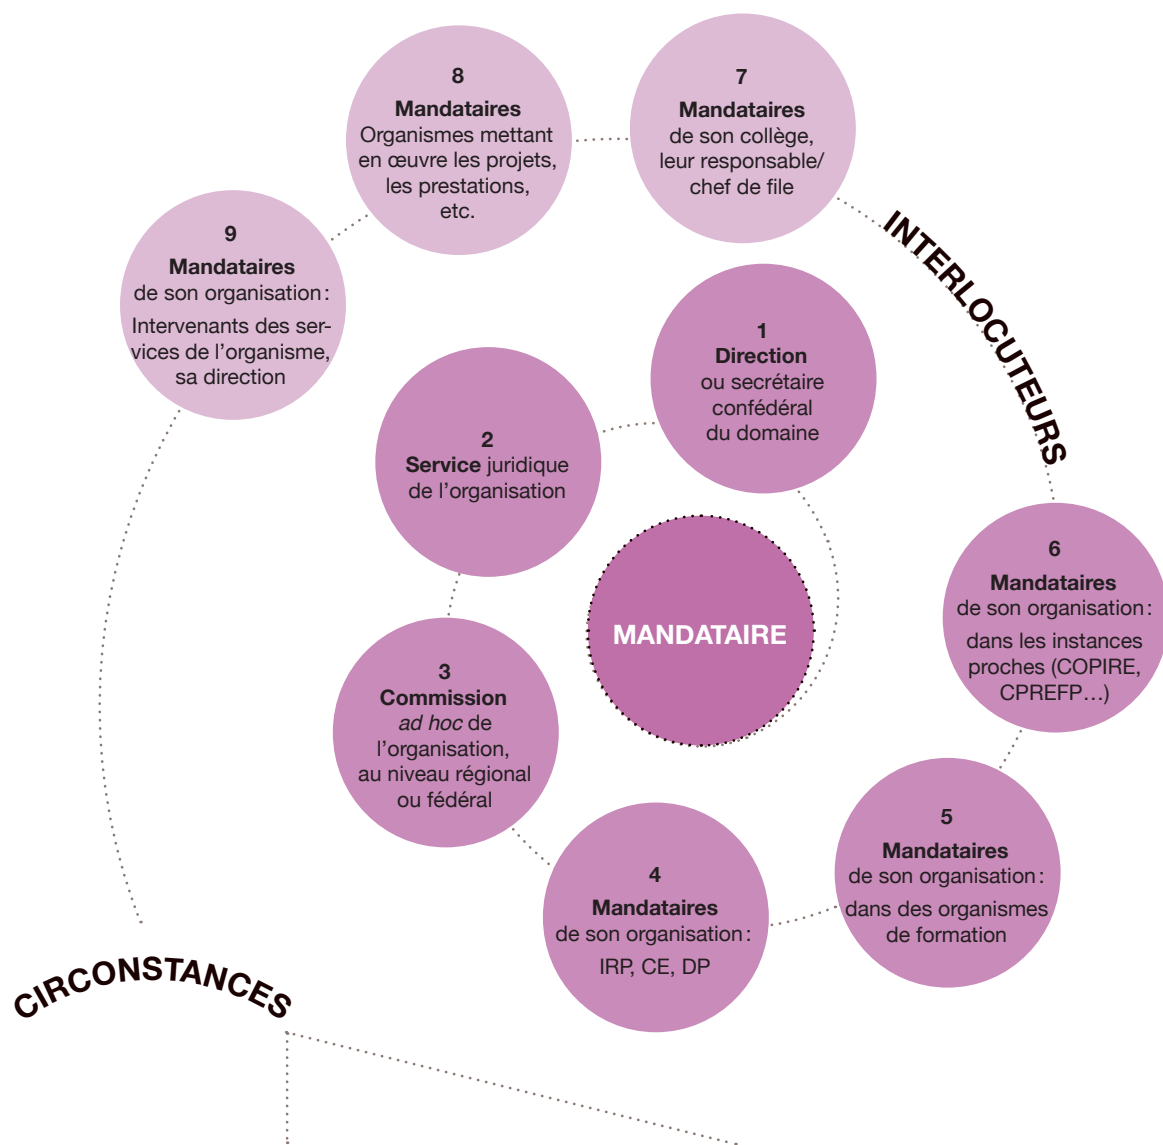 8
Mandataires
Organismes mettant
en œuvre les projets,
les prestations,
etc.
7
Mandataires
de son collège,
leur responsable/
chef de file
9
Mandataires
de son organisation :
Intervenants des ser-
vices de l’organisme,
sa direction
INTERLOCUTEURS
1
Direction
ou secrétaire
confédéral
du domaine
2
Service juridique
de l’organisation
MANDATAIRE
6
Mandataires
de son organisation :
dans les instances
proches (COPIRE,
CPREFP…)
3
Commission
ad hoc de
l’organisation,
au niveau régional
ou fédéral
5
Mandataires
de son organisation :
dans des organismes
de formation
4
Mandataires
de son organisation :
IRP, CE, DP
CIRCONSTANCES